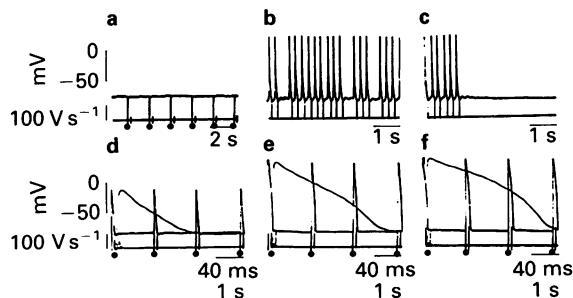 a b c
0
mV
−50
100 V s⁻¹
2 s 1 s 1 s
d e f
0
mV
−50
100 V s⁻¹
40 ms 40 ms 40 ms
1 s 1 s 1 s